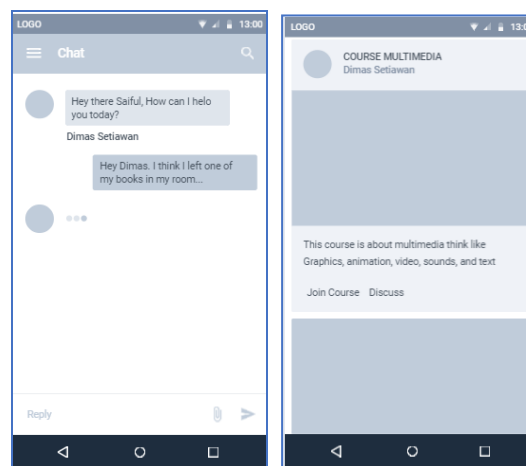 LOGO 13:00
Chat
Hey there Saiful, How can I helo
you today?
Dimas Setiawan
Hey Dimas. I think I left one of
my books in my room...
Reply
LOGO 13:0
COURSE MULTIMEDIA
Dimas Setiawan
This course is about multimedia think like
Graphics, animation, video, sounds, and text
Join Course Discuss